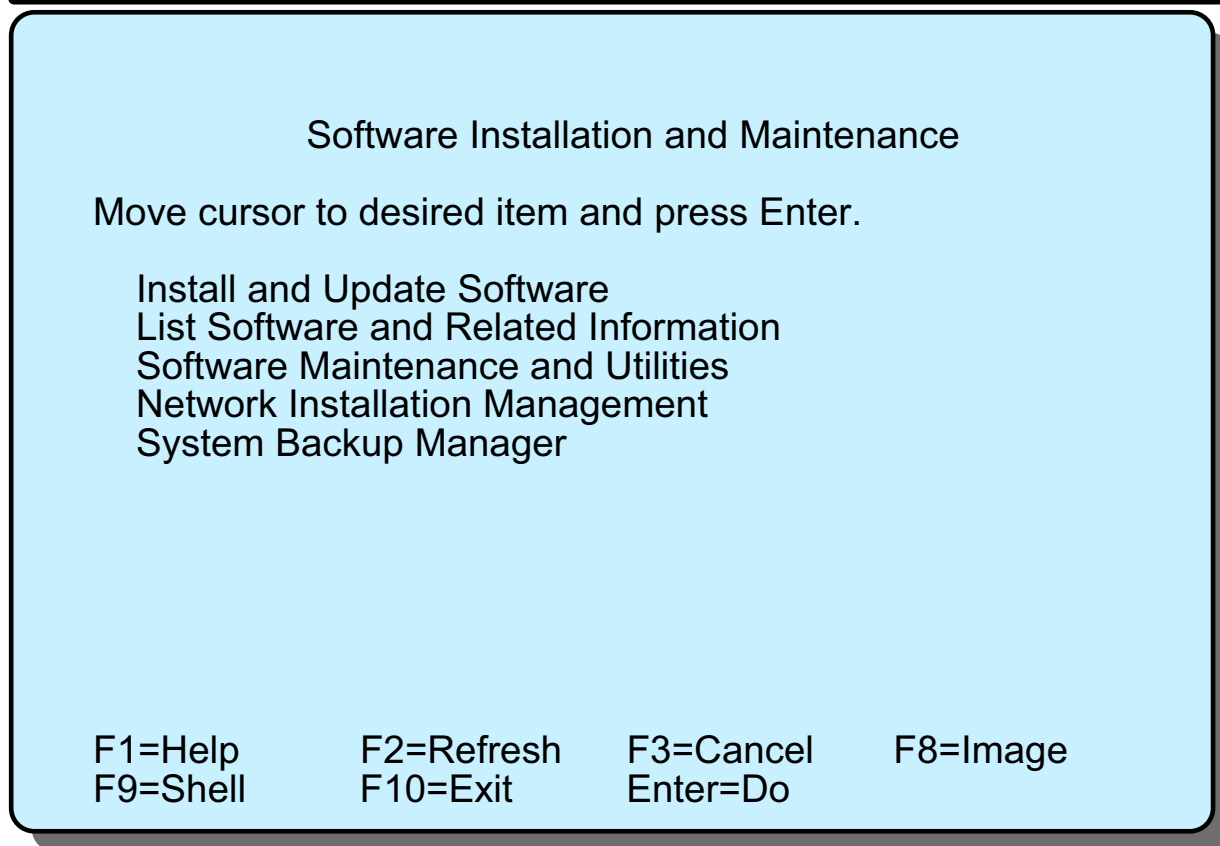 Software Installation and Maintenance
Move cursor to desired item and press Enter.
Install and Update Software
List Software and Related Information
Software Maintenance and Utilities
Network Installation Management
System Backup Manager
F1=Help F2=Refresh F3=Cancel F8=Image
F9=Shell F10=Exit Enter=Do